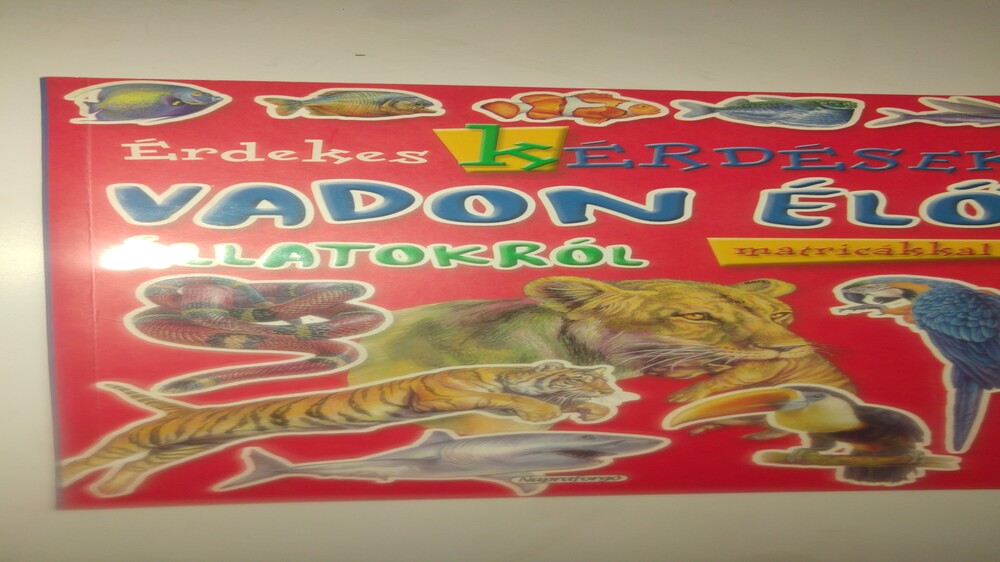 Érdekes kÉRDÉSEK
VADON ÉLŐ
ÁLLATOKRÓL
matricákkal
Napraforgó